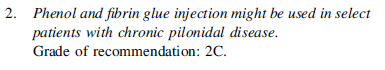 2. Phenol and fibrin glue injection might be used in select
patients with chronic pilonidal disease.
Grade of recommendation: 2C.